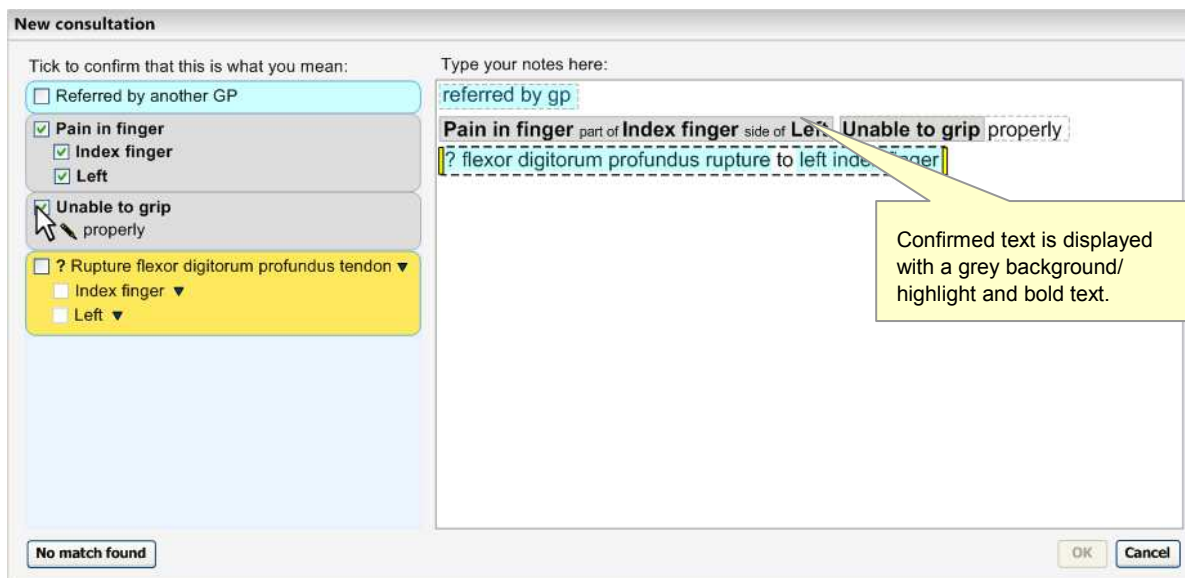 New consultation
Tick to confirm that this is what you mean:
Referred by another GP
Pain in finger
Index finger
Left
Unable to grip
properly
? Rupture flexor digitorum profundus tendon
Index finger
Left
No match found
Type your notes here:
referred by gp
Pain in finger part of Index finger side of Left Unable to grip properly
? flexor digitorum profundus rupture to left index finger
Confirmed text is displayed
with a grey background/
highlight and bold text.
OK
Cancel